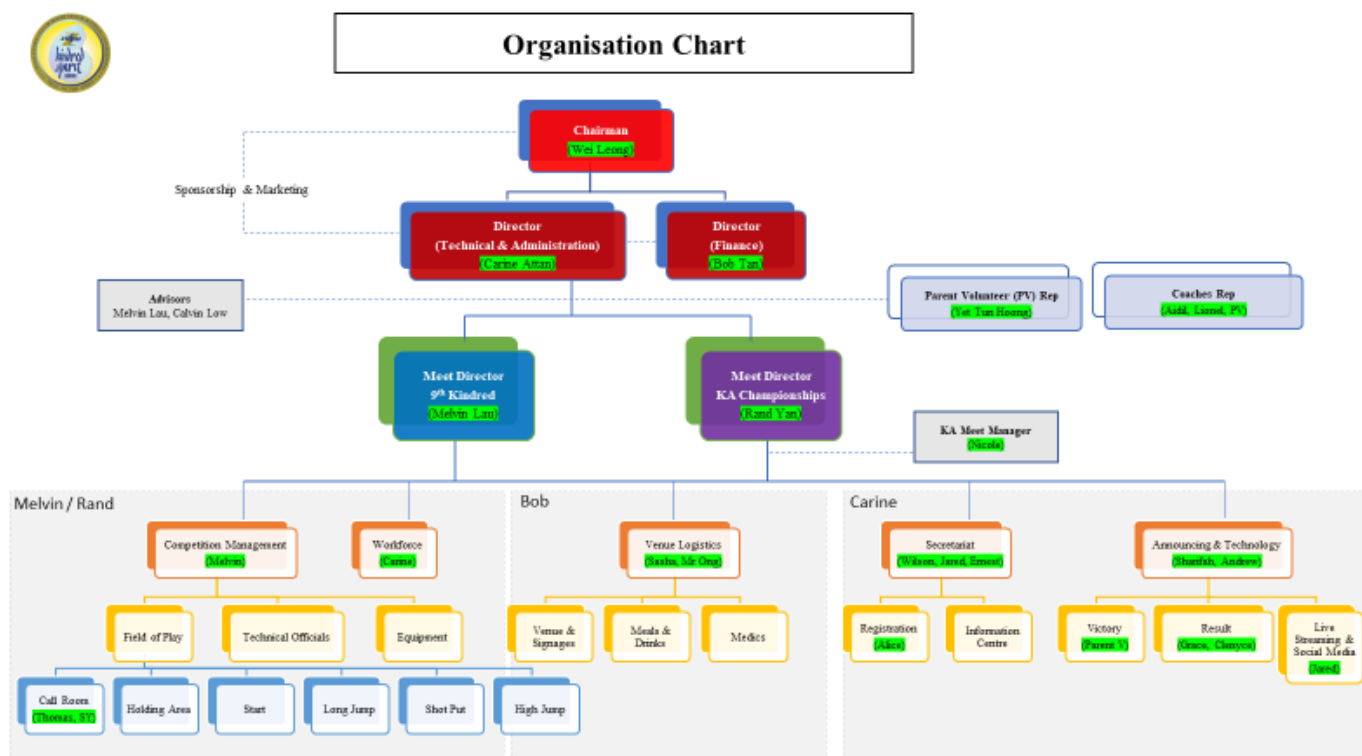 kindred
spirit
Organisation Chart
Chairman
(Wei Leong)
Sponsorship & Marketing
Director
(Technical & Administration)
(Carine Attan)
Director
(Finance)
(Bob Tan)
Advisors
Melvin Lau, Calvin Low
Parent Volunteer (PV) Rep
(Yet Tun Hoong)
Coaches Rep
(Aidil, Lionel, PV)
Meet Director
9th Kindred
(Melvin Lau)
Meet Director
KA Championships
(Rand Yan)
KA Meet Manager
(Nicole)
Melvin / Rand
Bob
Carine
Competition Management
(Melvin)
Workforce
(Carine)
Venue Logistics
(Sasha, Mr Ong)
Secretariat
(Wilson, Jared, Ernest)
Announcing & Technology
(Sharifah, Andrew)
Field of Play
Technical Officials
Equipment
Venue &
Signages
Meals &
Drinks
Medics
Registration
(Alice)
Information
Centre
Victory
(Parent V)
Result
(Grace, Clenyce)
Live
Streaming &
Social Media
(Jared)
Call Room
(Thomas, SY)
Holding Area
Start
Long Jump
Shot Put
High Jump